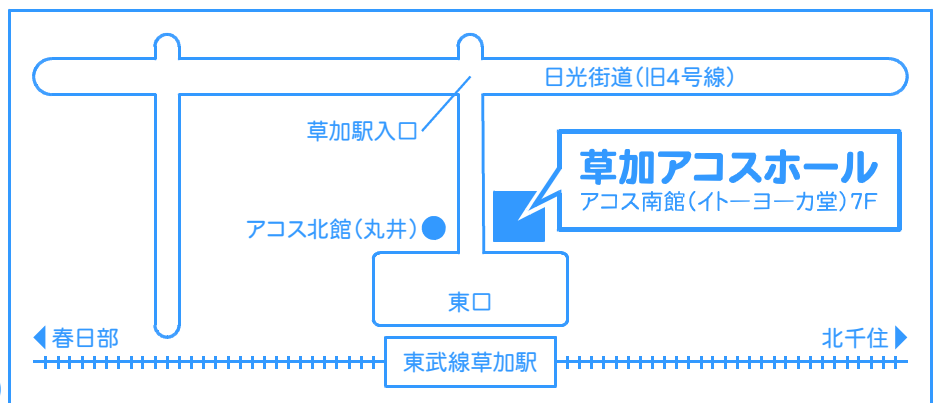 日光街道(旧4号線)
草加駅入口
草加アコスホール
アコス南館(イトーヨーカ堂)7F
アコス北館(丸井)
東口
春日部
北千住
東武線草加駅